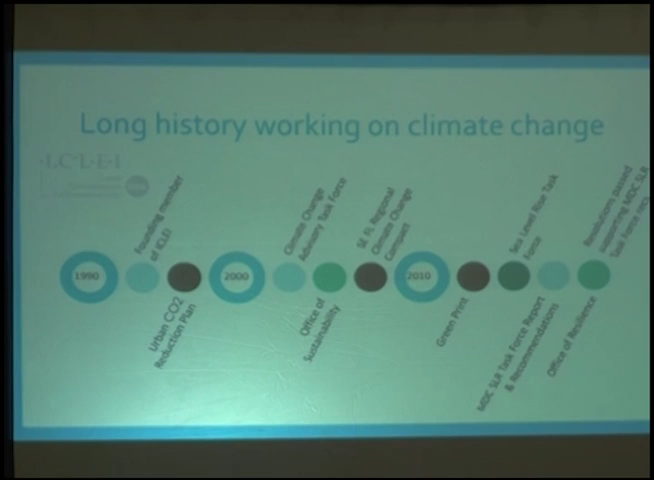 Long history working on climate change
I.C.L.E.I
1990
Founding member
of ICLEI
Urban CO2
Reduction Plan
2000
Climate Change
Advisory Task Force
Office of
Sustainability
SE FL Regional
Climate Change
Compact
2010
Green Print
Sea Level Rise Task
Force
MDC SLR Task Force Report
& Recommendations
Resolutions passed
supporting MDC SLR
Task Force
Office of Resilience